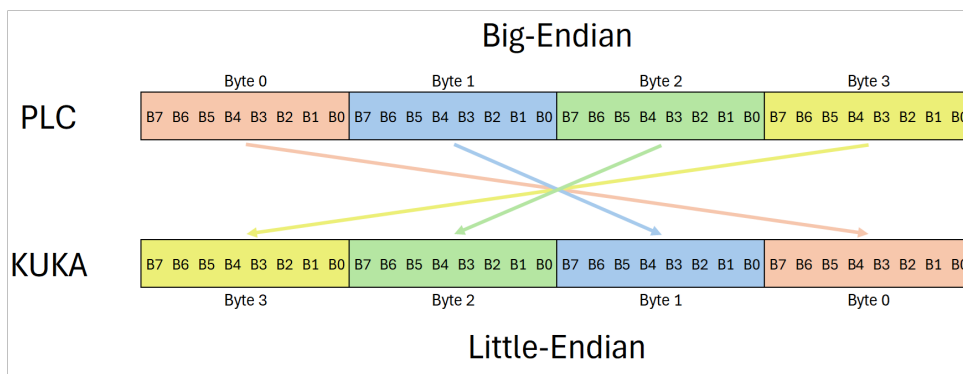 Big-Endian
Byte 0 Byte 1 Byte 2 Byte 3
PLC B7 B6 B5 B4 B3 B2 B1 B0 B7 B6 B5 B4 B3 B2 B1 B0 B7 B6 B5 B4 B3 B2 B1 B0 B7 B6 B5 B4 B3 B2 B1 B0
KUKA B7 B6 B5 B4 B3 B2 B1 B0 B7 B6 B5 B4 B3 B2 B1 B0 B7 B6 B5 B4 B3 B2 B1 B0 B7 B6 B5 B4 B3 B2 B1 B0
Byte 3 Byte 2 Byte 1 Byte 0
Little-Endian